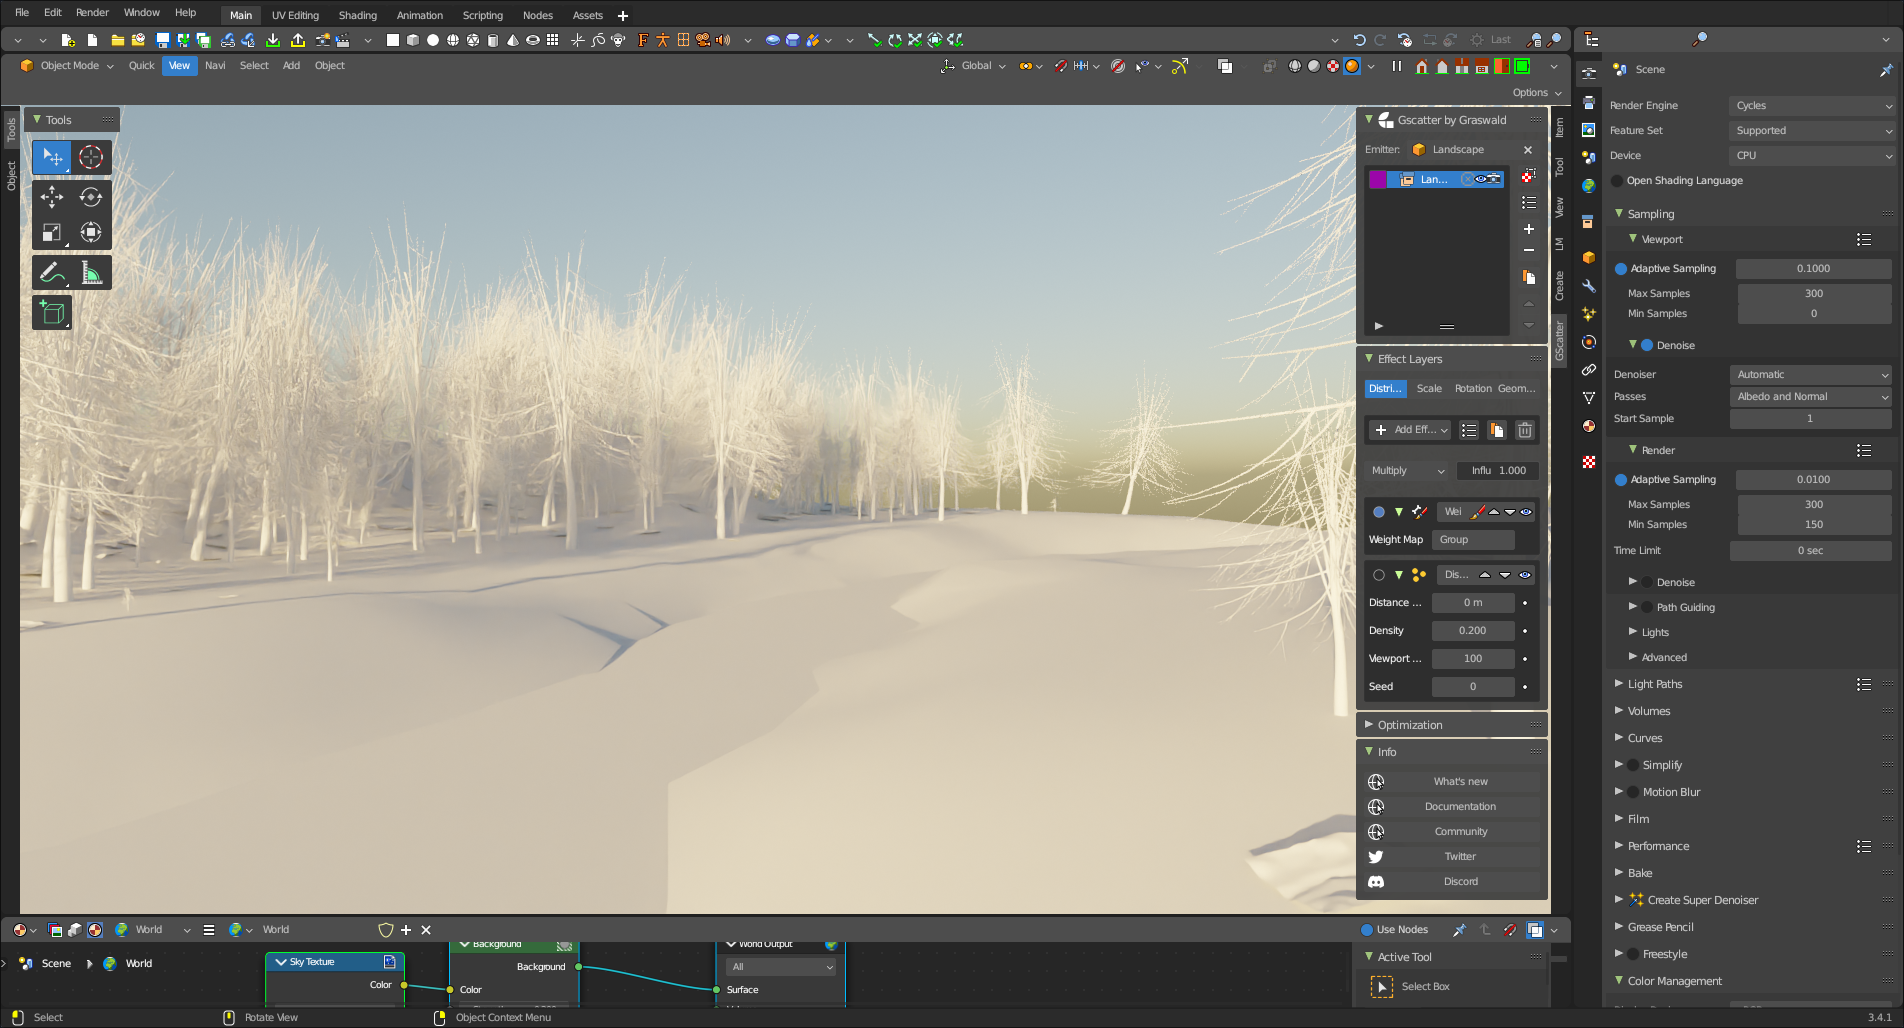 File Edit Render Window Help Main UV Editing Shading Animation Scripting Nodes Assets
Last
Object Mode Quick View Navi Select Add Object Global
Options
Tools
Tools
Object
Gscatter by Graswald
Emitter: Landscape
Lan...
Effect Layers
Distri... Scale Rotation Geom...
Add Eff...
Multiply Influ 1.000
Wei
Weight Map Group
Dis...
Distance ... 0 m
Density 0.200
Viewport ... 100
Seed 0
Optimization
Info
What's new
Documentation
Community
Twitter
Discord
Item
Tool
View
LM
Create
GScatter
Scene
Render Engine Cycles
Feature Set Supported
Device CPU
Open Shading Language
Sampling
Viewport
Adaptive Sampling 0.1000
Max Samples 300
Min Samples 0
Denoise
Denoiser Automatic
Passes Albedo and Normal
Start Sample 1
Render
Adaptive Sampling 0.0100
Max Samples 300
Min Samples 150
Time Limit 0 sec
Denoise
Path Guiding
Lights
Advanced
Light Paths
Volumes
Curves
Simplify
Motion Blur
Film
Performance
Bake
Create Super Denoiser
Grease Pencil
Freestyle
Color Management
World World Use Nodes
Scene World
Sky Texture
Color
Background
Background
Color
World Output
All
Surface
Active Tool
Select Box
Select Rotate View Object Context Menu 3.4.1